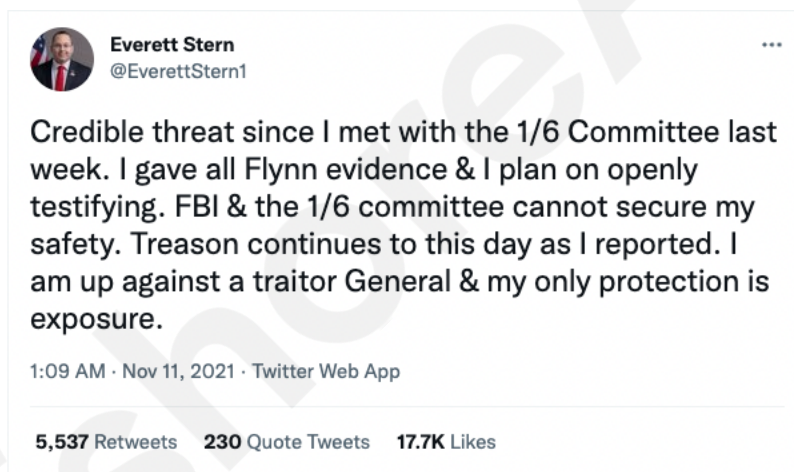 Everett Stern
@EverettStern1
Credible threat since I met with the 1/6 Committee last
week. I gave all Flynn evidence & I plan on openly
testifying. FBI & the 1/6 committee cannot secure my
safety. Treason continues to this day as I reported. I
am up against a traitor General & my only protection is
exposure.
1:09 AM · Nov 11, 2021 · Twitter Web App
5,537 Retweets 230 Quote Tweets 17.7K Likes